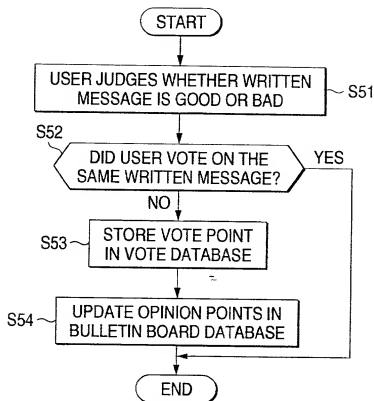 START
USER JUDGES WHETHER WRITTEN
MESSAGE IS GOOD OR BAD
S51
S52
DID USER VOTE ON THE
SAME WRITTEN MESSAGE?
YES
NO
S53
STORE VOTE POINT
IN VOTE DATABASE
S54
UPDATE OPINION POINTS IN
BULLETIN BOARD DATABASE
END